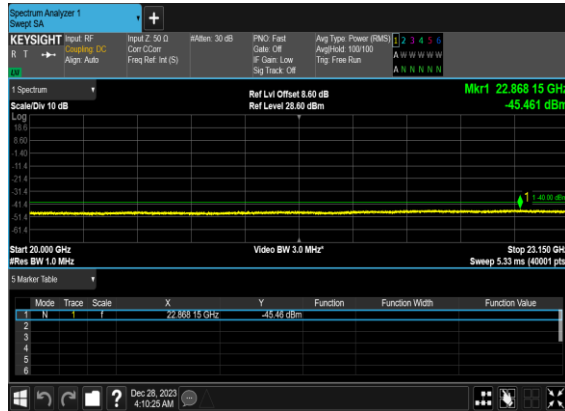 Spectrum Analyzer 1
Swept SA
+
KEYSIGHT Input: RF Input Z: 50 Ω #Atten: 30 dB PNO: Fast Avg Type: Power (RMS) 1 2 3 4 5 6
R T Coupling: DC Corr CCorr Gate: Off Avg|Hold: 100/100 A W W W W W
Align: Auto Freq Ref: Int (S) IF Gain: Low Trig: Free Run
Sig Track: Off A N N N N N
1 Spectrum Ref Lvl Offset 8.60 dB Mkr1 22.868 15 GHz
Scale/Div 10 dB Ref Level 28.60 dBm -45.461 dBm
Log
18.6
8.60
-1.40
-11.4
-21.4
-31.4
1 1 -40.00 dBm
-41.4
-51.4
-61.4
Start 20.000 GHz Video BW 3.0 MHz* Stop 23.150 GHz
#Res BW 1.0 MHz Sweep 5.33 ms (40001 pts)
5 Marker Table
Mode Trace Scale X Y Function Function Width Function Value
1 N 1 f 22.868 15 GHz -45.46 dBm
2
3
4
5
6
? Dec 28, 2023
4:10:25 AM